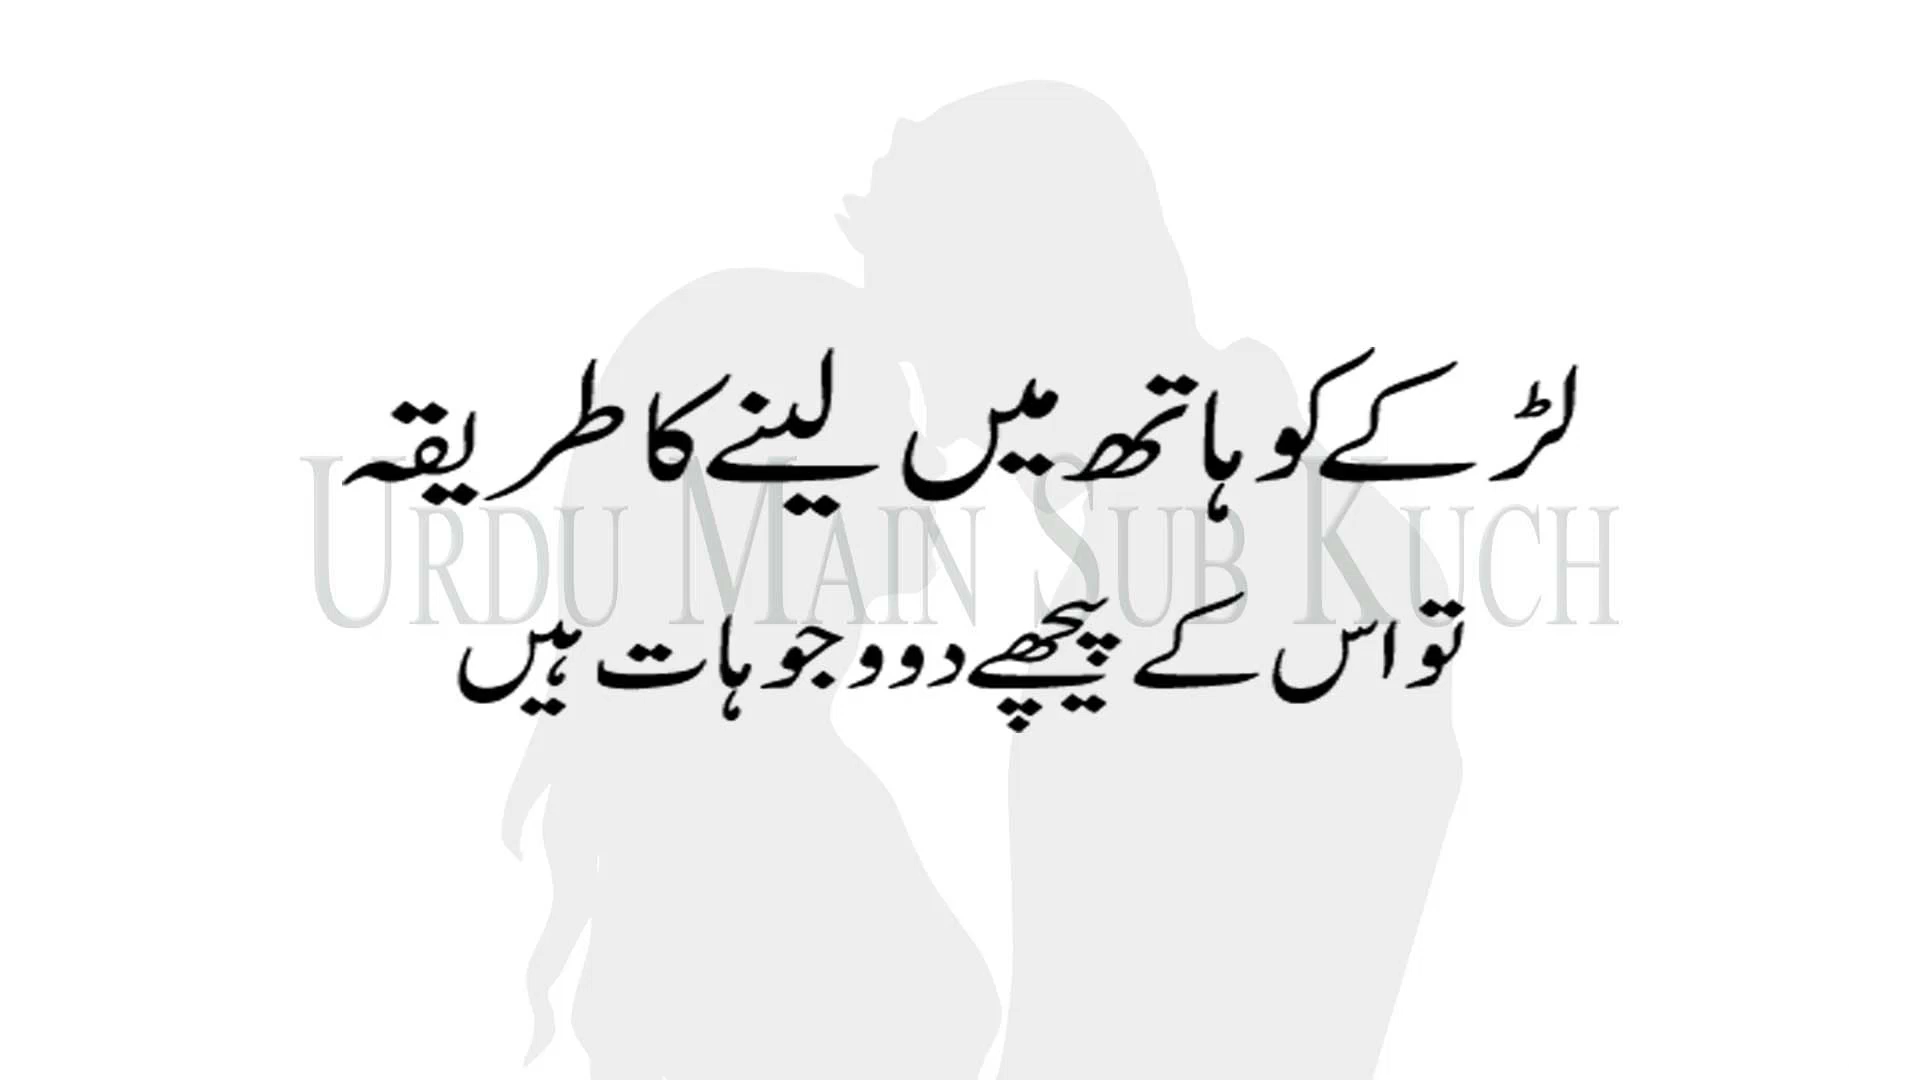 لڑکے کو ہاتھ میں لینے کا طریقہ
URDU MAIN SUB KUCH
تو اس کے پیچھے دو وجوہات ہیں